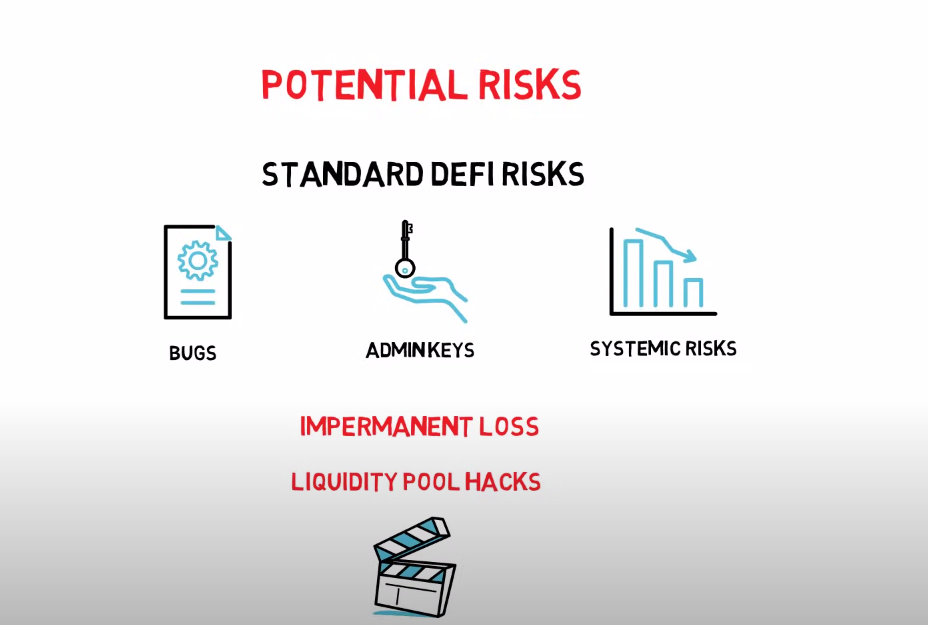 POTENTIAL RISKS
STANDARD DEFI RISKS
BUGS
ADMIN KEYS
SYSTEMIC RISKS
IMPERMANENT LOSS
LIQUIDITY POOL HACKS